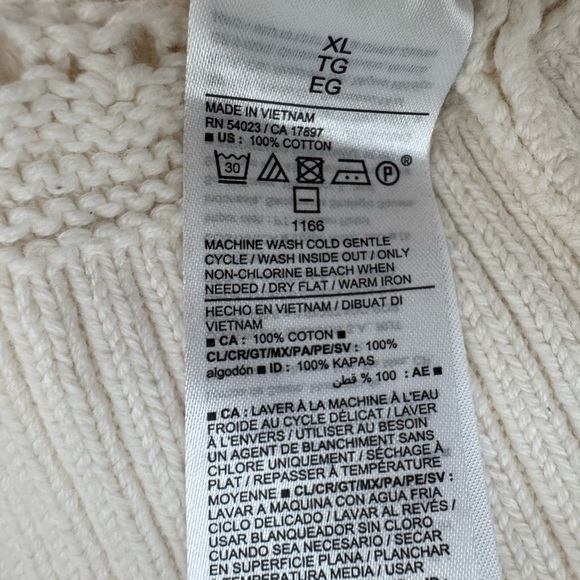 XL
TG
EG
MADE IN VIETNAM
RN 54023 / CA 17897
■ US : 100% COTTON
30 P ®
1166
MACHINE WASH COLD GENTLE
CYCLE / WASH INSIDE OUT / ONLY
NON-CHLORINE BLEACH WHEN
NEEDED / DRY FLAT / WARM IRON
HECHO EN VIETNAM / DIBUAT DI
VIETNAM
■ CA : 100% COTON ■
CL/CR/GT/MX/PA/PE/SV : 100%
algodón ■ ID : 100% KAPAS
■ AE : 100 % قطن
■ CA : LAVER À LA MACHINE À L'EAU
FROIDE AU CYCLE DÉLICAT / LAVER
À L'ENVERS / UTILISER AU BESOIN
UN AGENT DE BLANCHIMENT SANS
CHLORE UNIQUEMENT / SÉCHAGE À
PLAT / REPASSER À TEMPÉRATURE
MOYENNE ■ CL/CR/GT/MX/PA/PE/SV :
LAVAR A MAQUINA CON AGUA FRIA
/ CICLO DELICADO / LAVAR AL REVÉS /
USAR BLANQUEADOR SIN CLORO
CUANDO SEA NECESARIO / SECAR
EN SUPERFICIE PLANA / PLANCHAR
A TEMPERATURA MEDIA / USAR